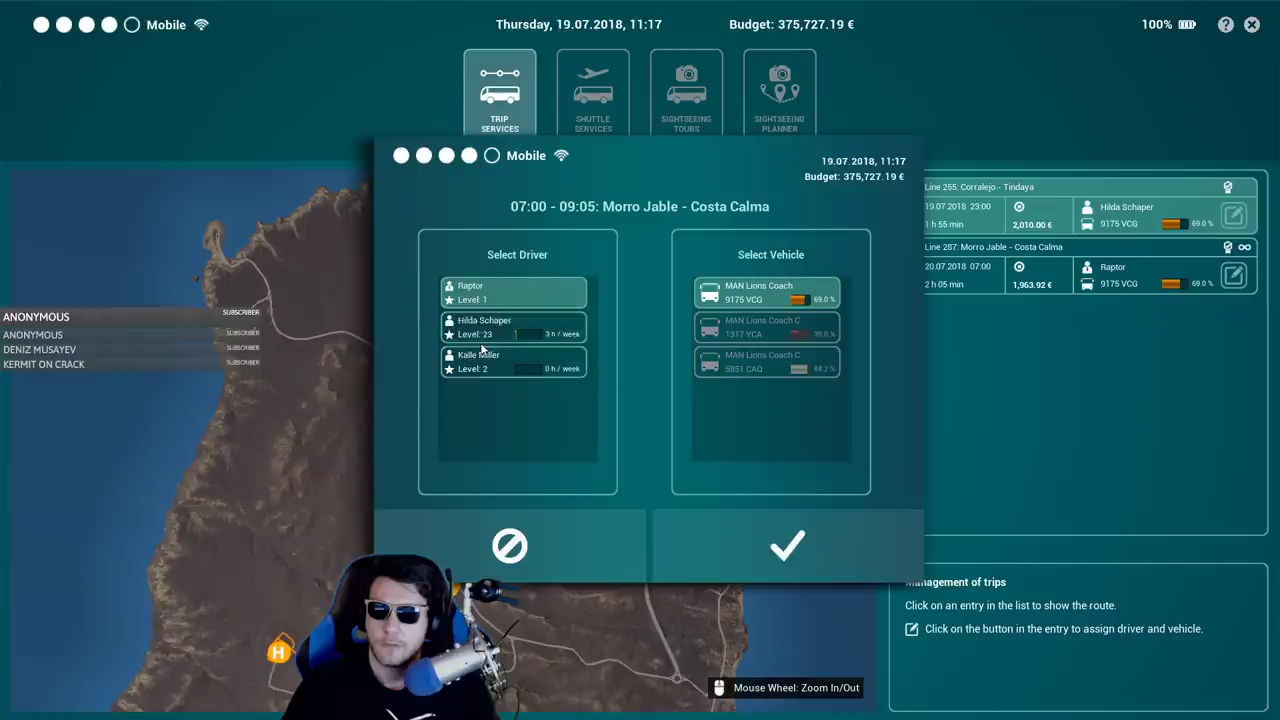 Mobile
Thursday, 19.07.2018, 11:17
Budget: 375,727.19 €
100%
TRIP SERVICES
SHUTTLE SERVICES
SIGHTSEEING TOURS
SIGHTSEEING PLANNER
Mobile
19.07.2018, 11:17
Budget: 375,727.19 €
07:00 - 09:05: Morro Jable - Costa Calma
Select Driver
Raptor
Level: 1
Hilda Schaper
Level: 23
3 h / week
Kalle
Level: 2
0 h / week
Select Vehicle
MAN Lions Coach
9175 VCG
69.0 %
MAN Lions Coach C
1317 YCA
39.0 %
MAN Lions Coach C
5851 CAQ
84.2 %
Line 255: Corralejo - Tindaya
19.07.2018 23:00
1 h 55 min
2,010.00 €
Hilda Schaper
9175 VCG
69.0 %
Line 287: Morro Jable - Costa Calma
20.07.2018 07:00
2 h 05 min
1,963.92 €
Raptor
9175 VCG
69.0 %
ANONYMOUS SUBSCRIBER
ANONYMOUS SUBSCRIBER
DENIZ MUSAYEV SUBSCRIBER
KERMIT ON CRACK SUBSCRIBER
Management of trips
Click on an entry in the list to show the route.
Click on the button in the entry to assign driver and vehicle.
H
Mouse Wheel: Zoom In/Out